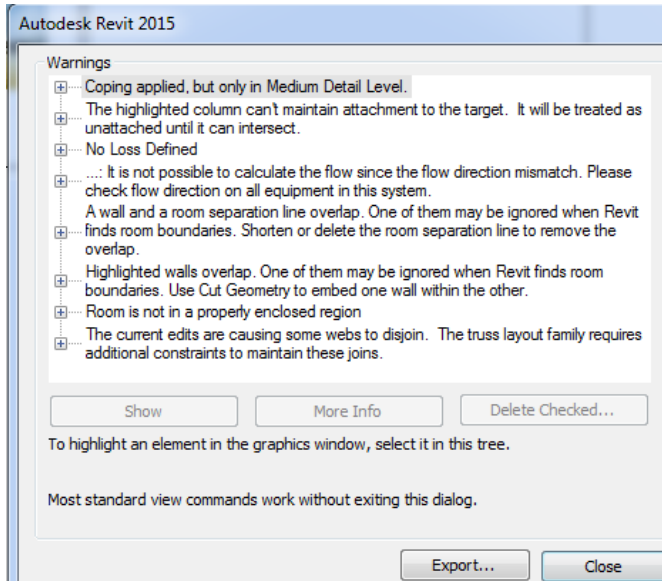 Autodesk Revit 2015
Warnings
Coping applied, but only in Medium Detail Level.
The highlighted column can't maintain attachment to the target.  It will be treated as
unattached until it can intersect.
No Loss Defined
...: It is not possible to calculate the flow since the flow direction mismatch. Please
check flow direction on all equipment in this system.
A wall and a room separation line overlap. One of them may be ignored when Revit
finds room boundaries. Shorten or delete the room separation line to remove the
overlap.
Highlighted walls overlap. One of them may be ignored when Revit finds room
boundaries. Use Cut Geometry to embed one wall within the other.
Room is not in a properly enclosed region
The current edits are causing some webs to disjoin.  The truss layout family requires
additional constraints to maintain these joins.
Show More Info Delete Checked...
To highlight an element in the graphics window, select it in this tree.
Most standard view commands work without exiting this dialog.
Export... Close